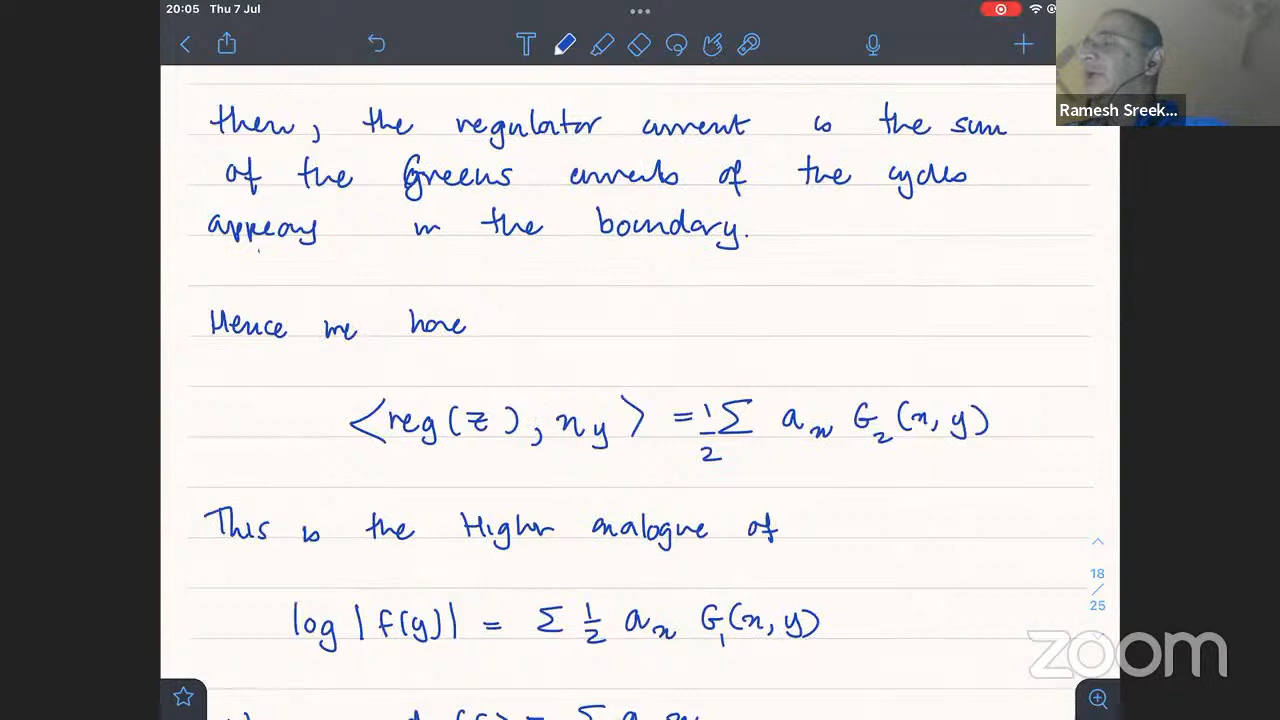 20:05 Thu 7 Jul
Ramesh Sreek...
then, the regulator current is the sum
of the Greens currents of the cycles
appearing in the boundary.
Hence we have
<reg(z), η_y> = 1/2 Σ a_x G_2(x, y)
This is the Higher analogue of
log |f(y)| = Σ 1/2 a_x G_1(x, y)
18
/
25
zoom